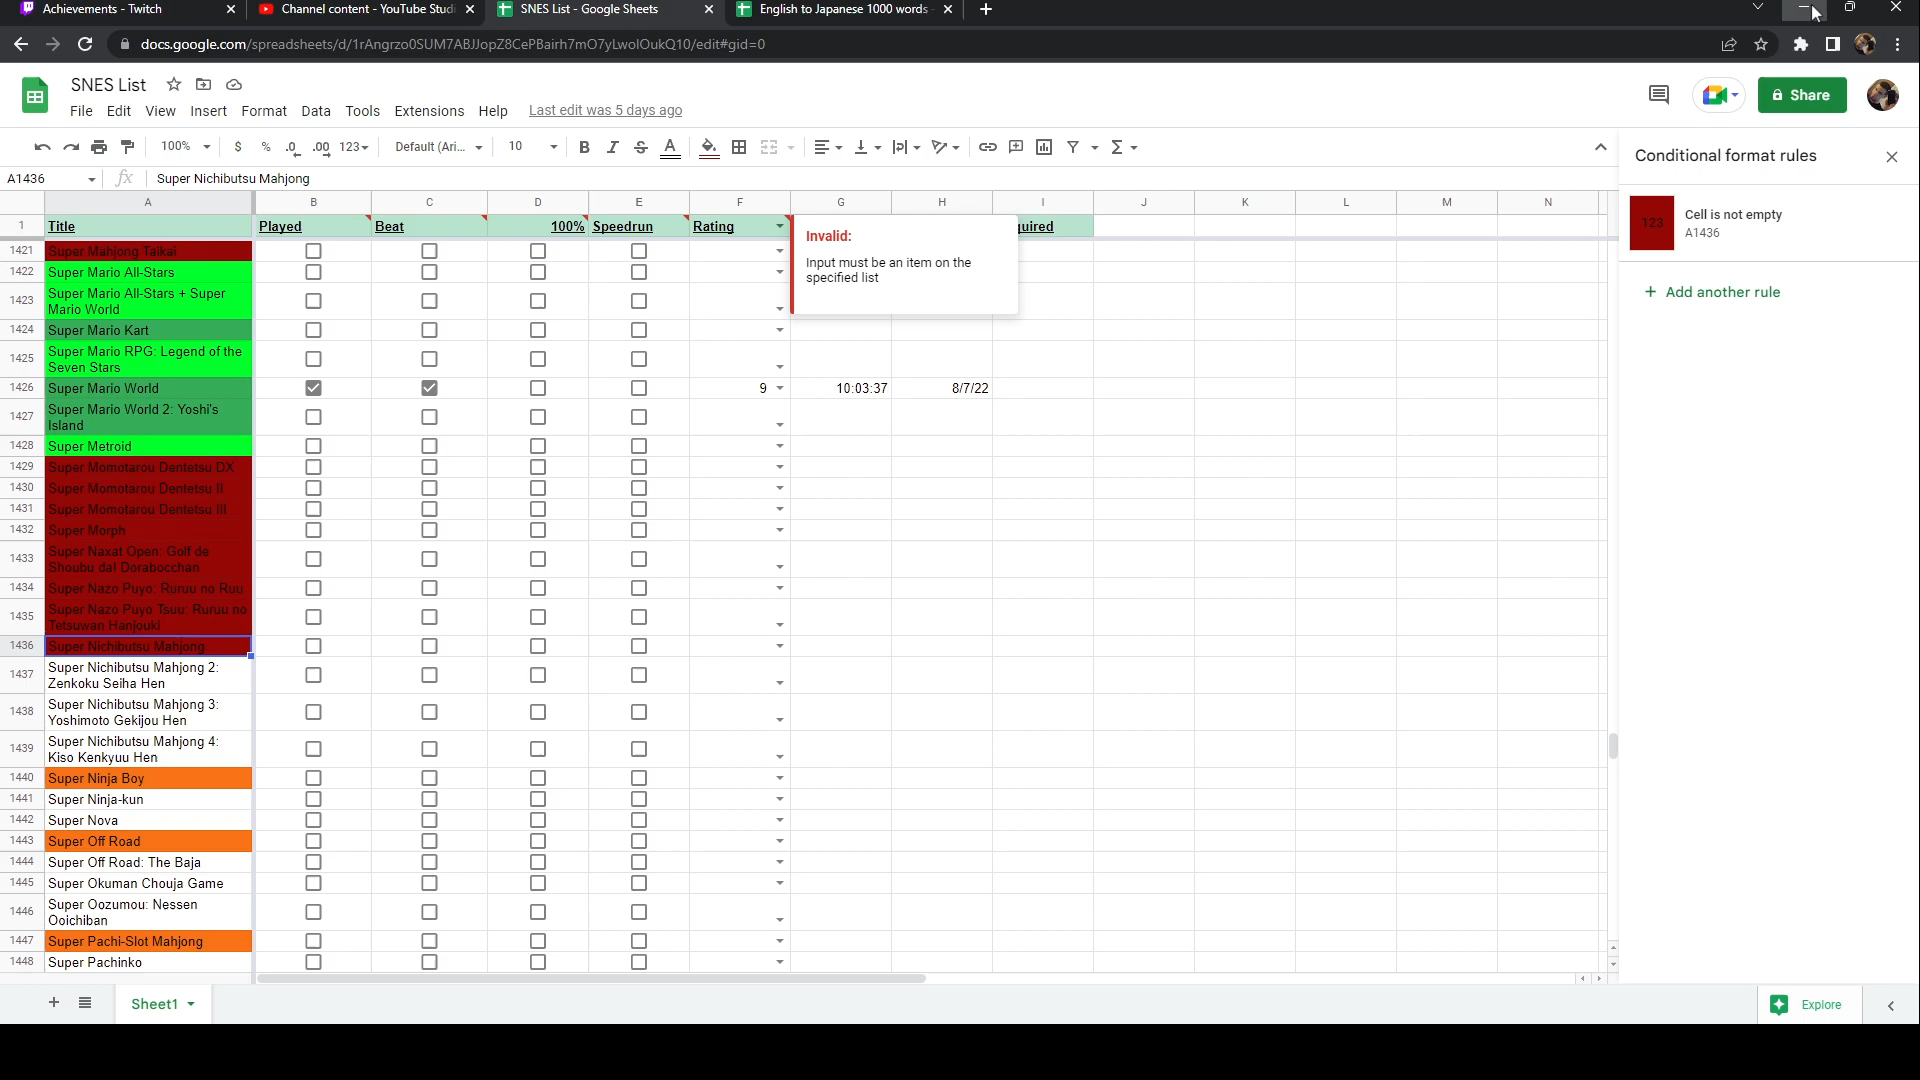 Achievements - Twitch
Channel content - YouTube Studi
SNES List - Google Sheets
English to Japanese 1000 words -
docs.google.com/spreadsheets/d/1rAngrzo0SUM7ABJJopZ8CePBairh7mO7yLwolOukQ10/edit#gid=0
SNES List
File Edit View Insert Format Data Tools Extensions Help Last edit was 5 days ago
Share
100% $ % .0 .00 123 Default (Ari... 10 B I S A Σ
Conditional format rules
A1436 fx Super Nichibutsu Mahjong
A B C D E F G H I J K L M N
1 Title Played Beat 100% Speedrun Rating quired
Invalid:
Input must be an item on the
specified list
123 Cell is not empty
A1436
+ Add another rule
1421 Super Mahjong Taikai
1422 Super Mario All-Stars
1423 Super Mario All-Stars + Super
Mario World
1424 Super Mario Kart
1425 Super Mario RPG: Legend of the
Seven Stars
1426 Super Mario World 9 10:03:37 8/7/22
1427 Super Mario World 2: Yoshi's
Island
1428 Super Metroid
1429 Super Momotarou Dentetsu DX
1430 Super Momotarou Dentetsu II
1431 Super Momotarou Dentetsu III
1432 Super Morph
1433 Super Naxat Open: Golf de
Shoubu da! Dorabocchan
1434 Super Nazo Puyo: Ruruu no Ruu
1435 Super Nazo Puyo Tsuu: Ruruu no
Tetsuwan Hanjouki
1436 Super Nichibutsu Mahjong
1437 Super Nichibutsu Mahjong 2:
Zenkoku Seiha Hen
1438 Super Nichibutsu Mahjong 3:
Yoshimoto Gekijou Hen
1439 Super Nichibutsu Mahjong 4:
Kiso Kenkyuu Hen
1440 Super Ninja Boy
1441 Super Ninja-kun
1442 Super Nova
1443 Super Off Road
1444 Super Off Road: The Baja
1445 Super Okuman Chouja Game
1446 Super Oozumou: Nessen
Ooichiban
1447 Super Pachi-Slot Mahjong
1448 Super Pachinko
Sheet1
Explore